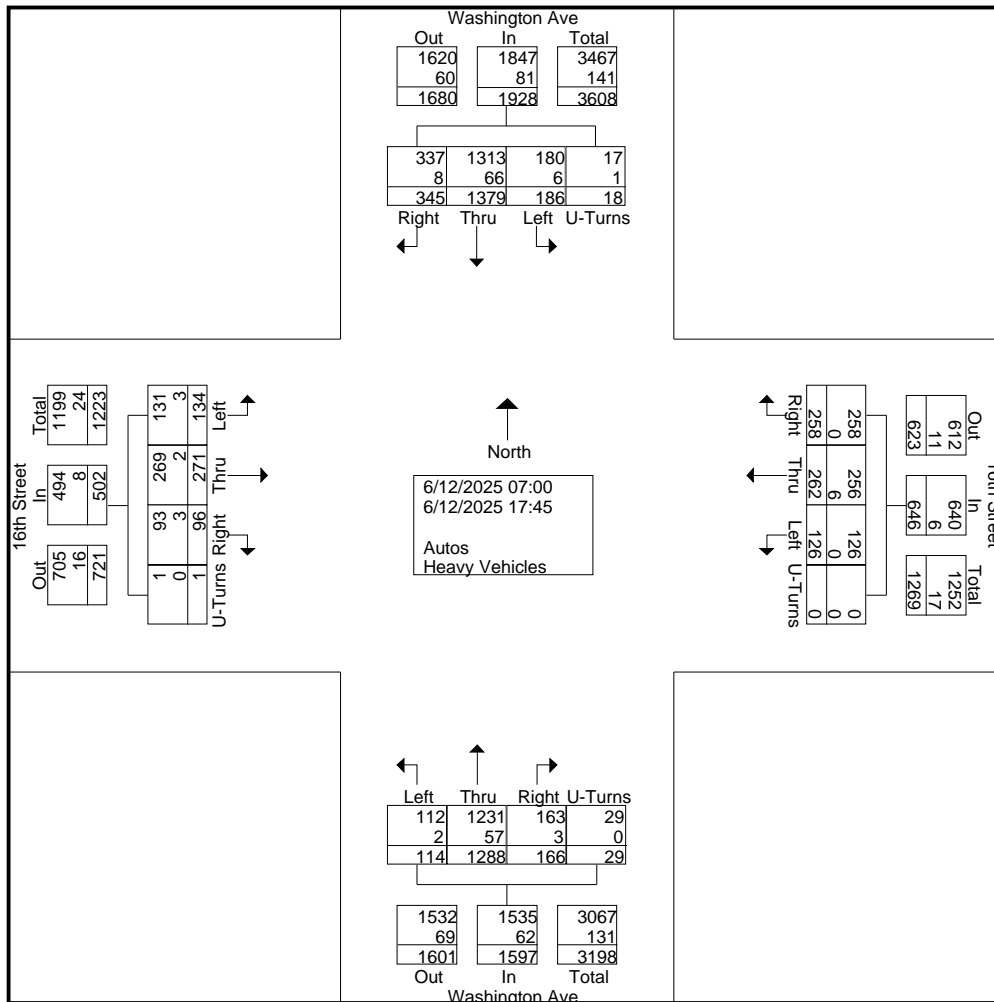 Washington Ave
Out In Total
1620 1847 3467
60 81 141
1680 1928 3608
337 1313 180 17
8 66 6 1
345 1379 186 18
Right Thru Left U-Turns
16th Street
Total In Out
1199 494 705
24 8 16
1223 502 721
131 269 93 1
3 2 3 0
134 271 96 1
Left Thru Right U-Turns
North
6/12/2025 07:00
6/12/2025 17:45
Autos
Heavy Vehicles
Right Thru Left U-Turns
258 262 126 0
0 6 0 0
258 256 126 0
623 646 1269
11 6 17
612 640 1252
Out In Total
Street
Left Thru Right U-Turns
112 1231 163 29
2 57 3 0
114 1288 166 29
1532 1535 3067
69 62 131
1601 1597 3198
Out In Total
Washington Ave